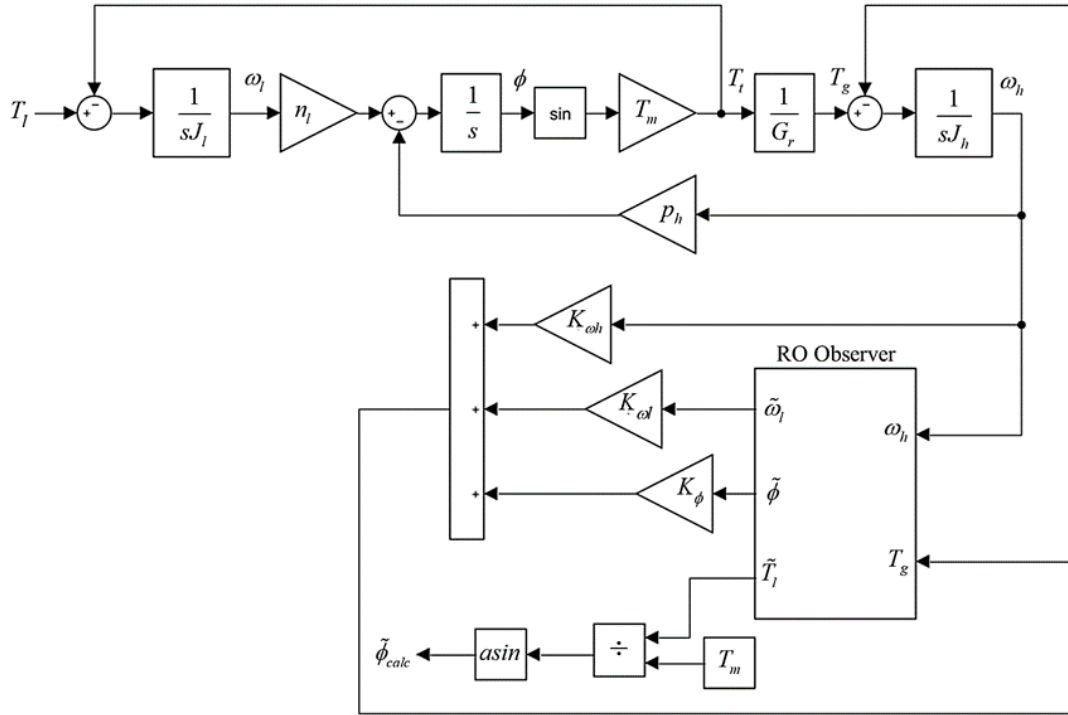 T_l
-
+
1
sJ_l
ω_l
n_l
+
-
1
s
ϕ
sin
T_m
T_t
1
G_r
T_g
-
+
1
sJ_h
ω_h
p_h
+
K_ωh
RO Observer
+
K_ωl
ω̃_l
ω_h
+
K_ϕ
ϕ̃
T̃_l
T_g
ϕ̃_calc
asin
÷
T_m